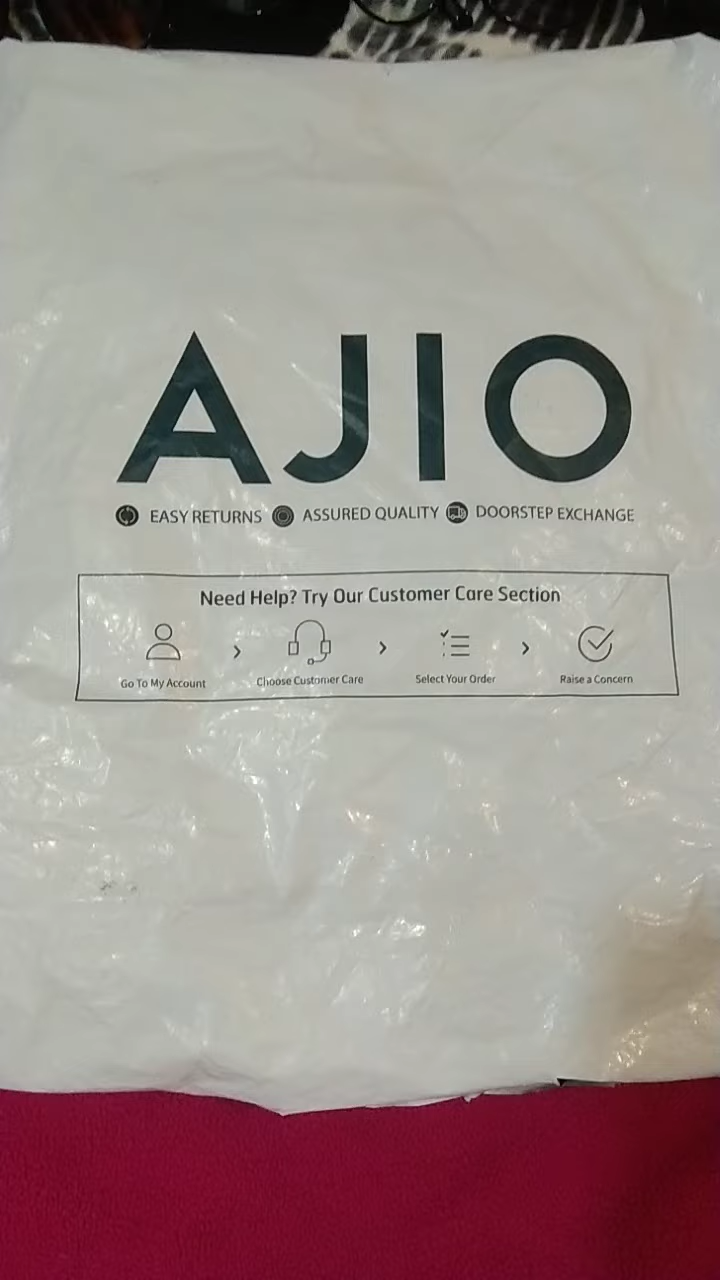 AJIO
EASY RETURNS ASSURED QUALITY DOORSTEP EXCHANGE
Need Help? Try Our Customer Care Section
Go To My Account › Choose Customer Care › Select Your Order › Raise a Concern